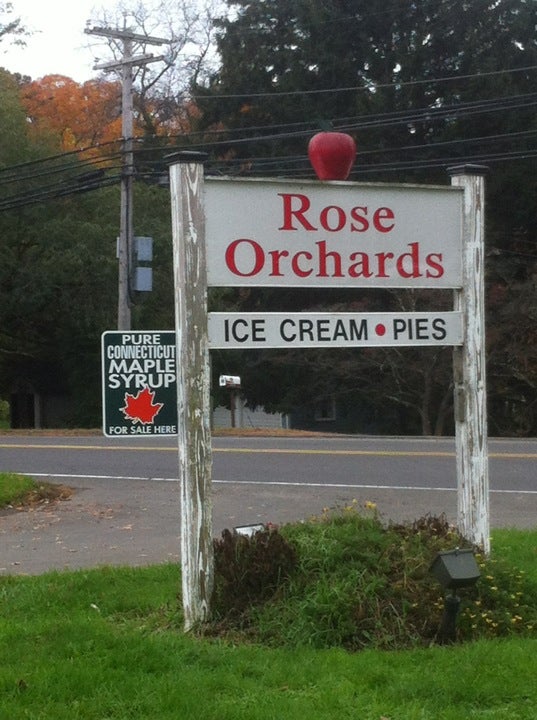 Rose
Orchards
ICE CREAM • PIES
PURE
CONNECTICUT
MAPLE
SYRUP
FOR SALE HERE